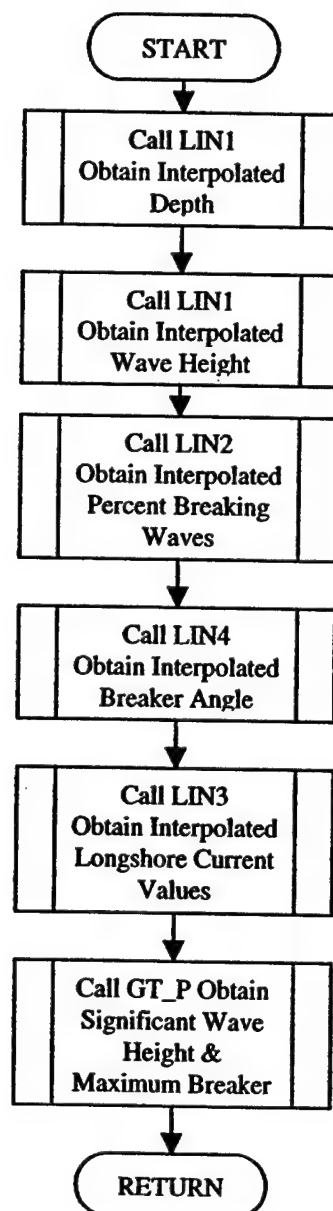 START
Call LIN1
Obtain Interpolated
Depth
Call LIN1
Obtain Interpolated
Wave Height
Call LIN2
Obtain Interpolated
Percent Breaking
Waves
Call LIN4
Obtain Interpolated
Breaker Angle
Call LIN3
Obtain Interpolated
Longshore Current
Values
Call GT_P Obtain
Significant Wave
Height &
Maximum Breaker
RETURN